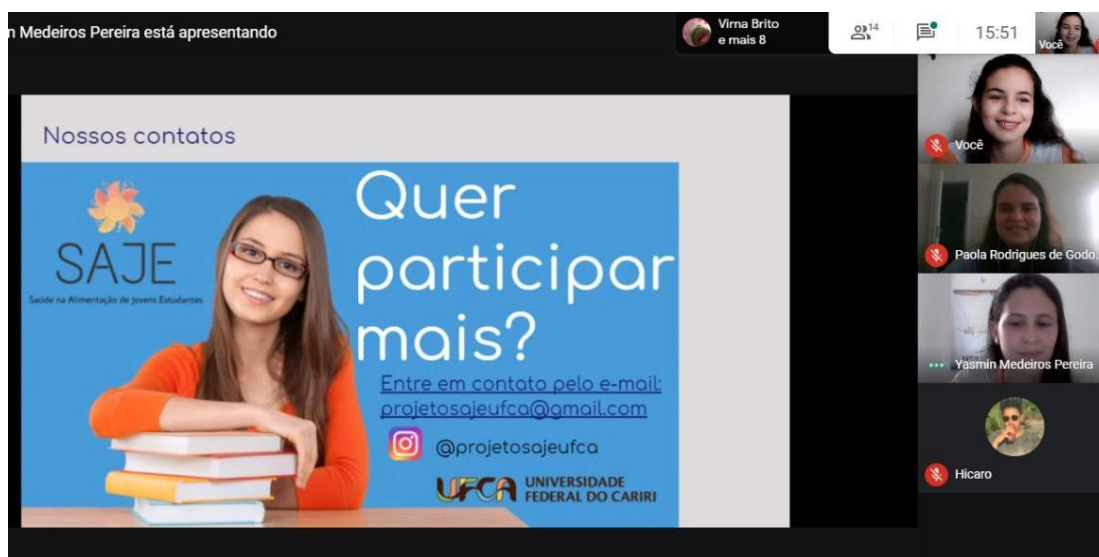 n Medeiros Pereira está apresentando
Virna Brito
e mais 8
14
15:51
Você
Nossos contatos
SAJE
Saúde na Alimentação de Jovens Estudantes
Quer
participar
mais?
Entre em contato pelo e-mail:
projetosajeufca@gmail.com
@projetosajeufca
UFCA UNIVERSIDADE
FEDERAL DO CARIRI
Você
Paola Rodrigues de Godó.
Yasmin Medeiros Pereira
Hicaro